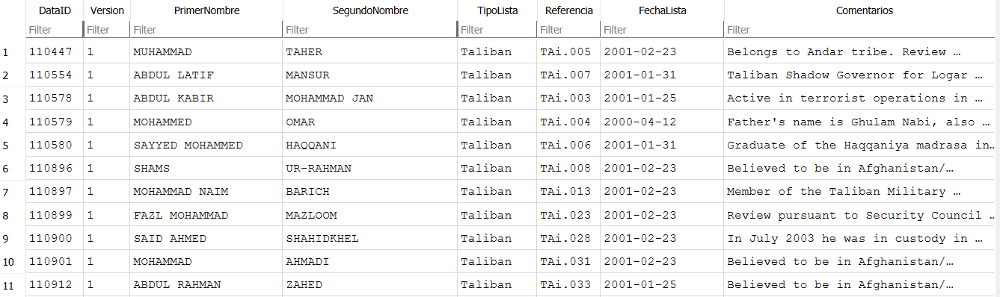 DataID Version PrimerNombre SegundoNombre TipoLista Referencia FechaLista Comentarios
Filter Filter Filter Filter Filter Filter Filter Filter
1 110447 1 MUHAMMAD TAHER Taliban TAi.005 2001-02-23 Belongs to Andar tribe. Review …
2 110554 1 ABDUL LATIF MANSUR Taliban TAi.007 2001-01-31 Taliban Shadow Governor for Logar …
3 110578 1 ABDUL KABIR MOHAMMAD JAN Taliban TAi.003 2001-01-25 Active in terrorist operations in …
4 110579 1 MOHAMMED OMAR Taliban TAi.004 2000-04-12 Father's name is Ghulam Nabi, also …
5 110580 1 SAYYED MOHAMMED HAQQANI Taliban TAi.006 2001-01-31 Graduate of the Haqqaniya madrasa in…
6 110896 1 SHAMS UR-RAHMAN Taliban TAi.008 2001-02-23 Believed to be in Afghanistan/…
7 110897 1 MOHAMMAD NAIM BARICH Taliban TAi.013 2001-02-23 Member of the Taliban Military …
8 110899 1 FAZL MOHAMMAD MAZLOOM Taliban TAi.023 2001-02-23 Review pursuant to Security Council …
9 110900 1 SAID AHMED SHAHIDKHEL Taliban TAi.028 2001-02-23 In July 2003 he was in custody in …
10 110901 1 MOHAMMAD AHMADI Taliban TAi.031 2001-02-23 Believed to be in Afghanistan/…
11 110912 1 ABDUL RAHMAN ZAHED Taliban TAi.033 2001-01-25 Believed to be in Afghanistan/…